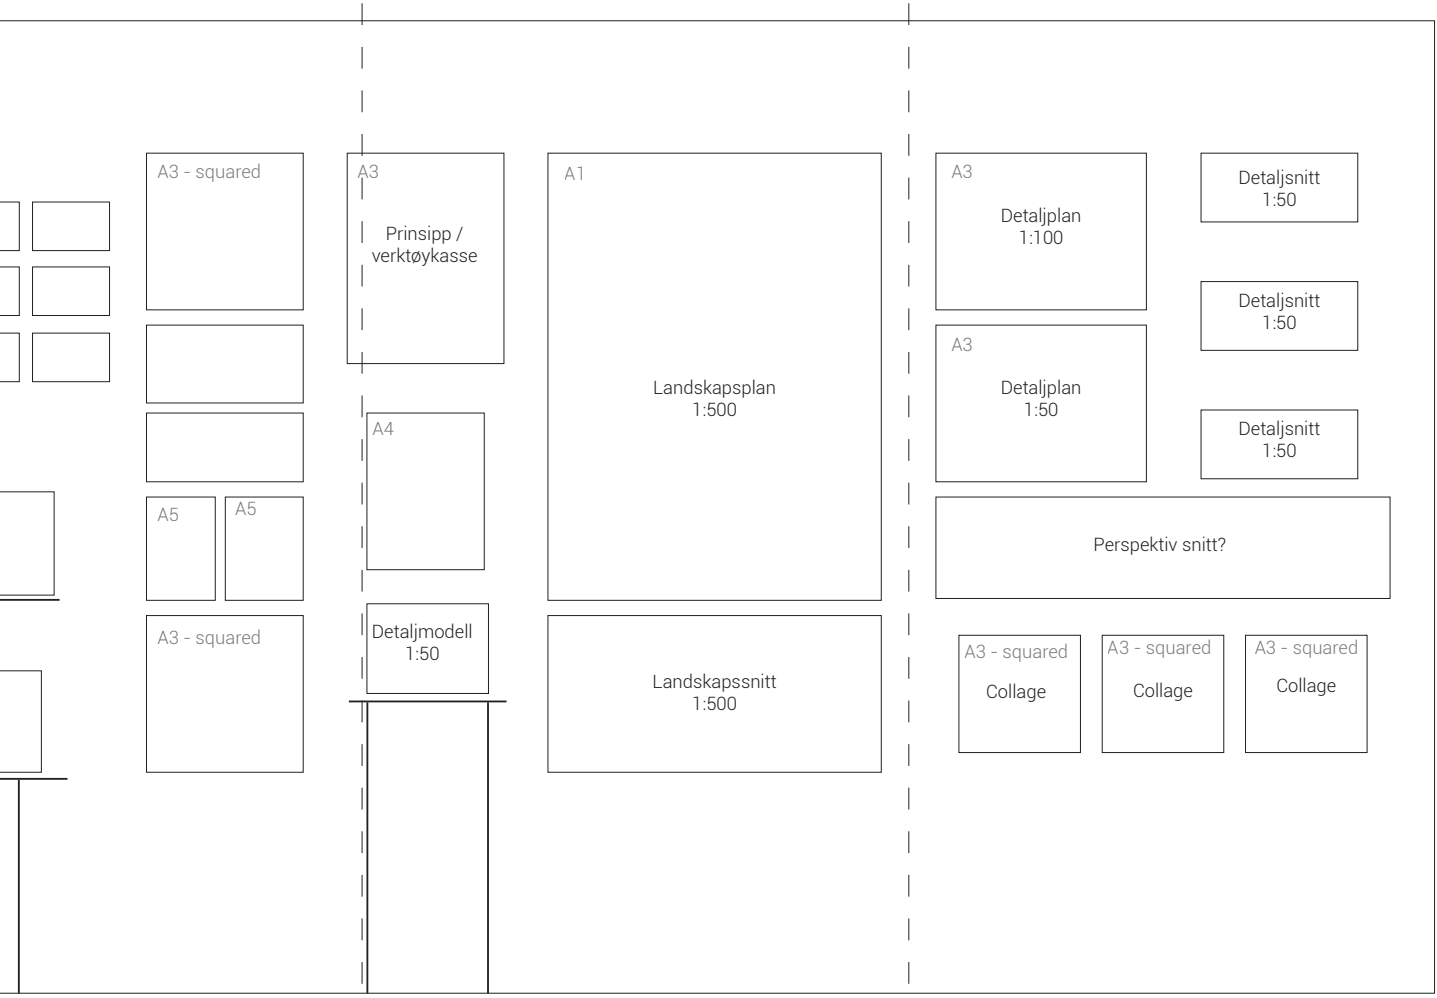 A3 - squared
A5
A5
A3 - squared
A3
Prinsipp /
verktøykasse
A4
Detaljmodell
1:50
A1
Landskapsplan
1:500
Landskapssnitt
1:500
A3
Detaljplan
1:100
A3
Detaljplan
1:50
Detaljsnitt
1:50
Detaljsnitt
1:50
Detaljsnitt
1:50
Perspektiv snitt?
A3 - squared
Collage
A3 - squared
Collage
A3 - squared
Collage